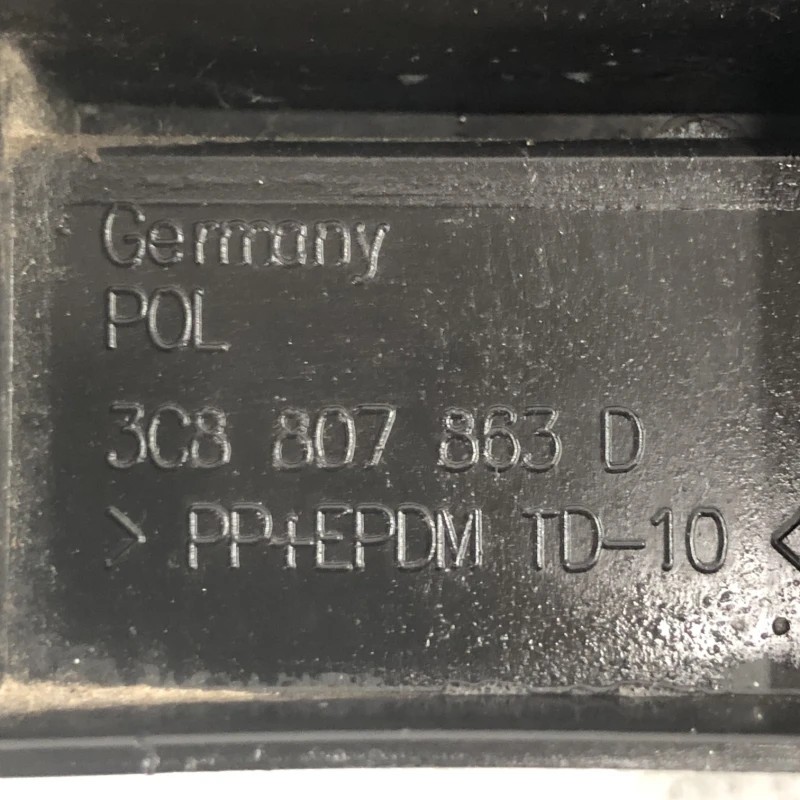 Germany
POL
3C8 807 863 D
> PP+EPDM TD-10 <